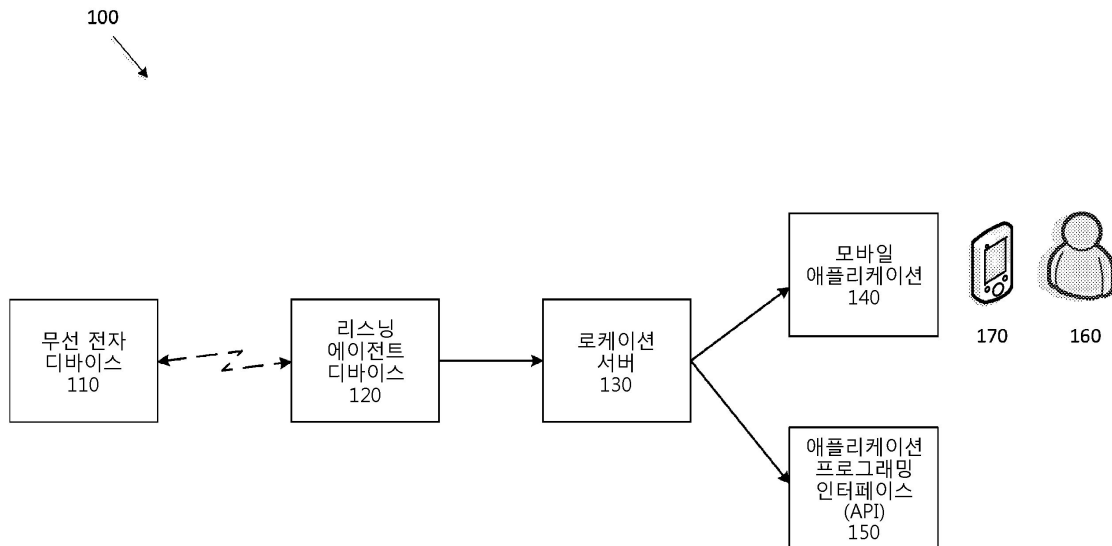 100
무선 전자
디바이스
110
리스닝
에이전트
디바이스
120
로케이션
서버
130
모바일
애플리케이션
140
170
160
애플리케이션
프로그래밍
인터페이스
(API)
150